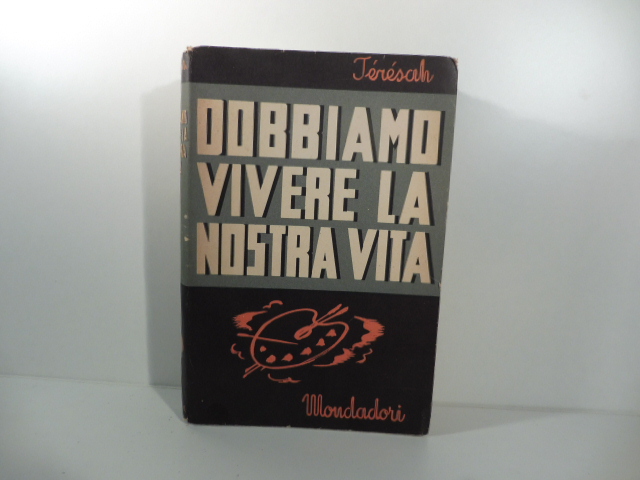 Térésah
DOBBIAMO
VIVERE LA
NOSTRA VITA
Mondadori